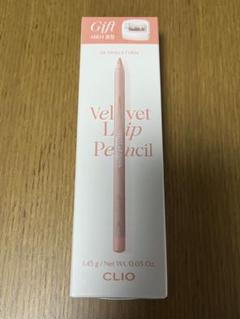 Gift
Velvet
Lip
Pencil
1.45 g / Net Wt. 0.05 Oz.
CLIO